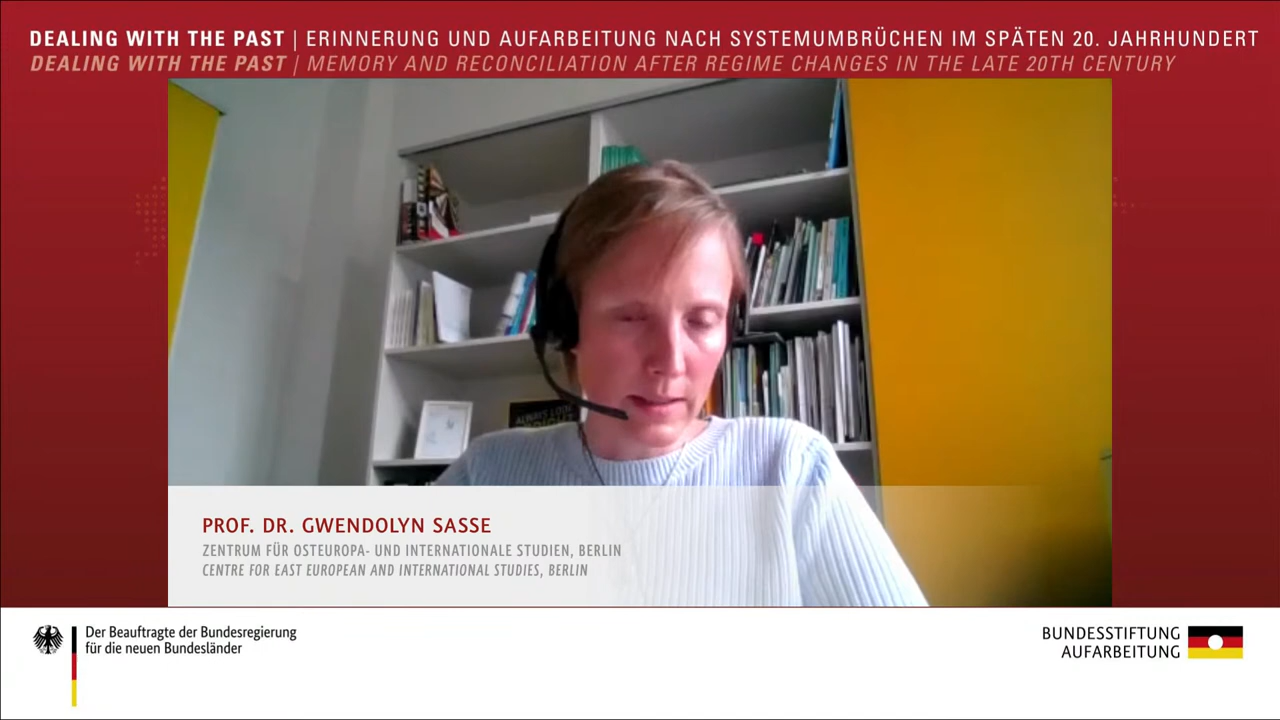 DEALING WITH THE PAST | ERINNERUNG UND AUFARBEITUNG NACH SYSTEMUMBRÜCHEN IM SPÄTEN 20. JAHRHUNDERT
DEALING WITH THE PAST | MEMORY AND RECONCILIATION AFTER REGIME CHANGES IN THE LATE 20TH CENTURY
ALWAYS LOOK
PROF. DR. GWENDOLYN SASSE
ZENTRUM FÜR OSTEUROPA- UND INTERNATIONALE STUDIEN, BERLIN
CENTRE FOR EAST EUROPEAN AND INTERNATIONAL STUDIES, BERLIN
Der Beauftragte der Bundesregierung
für die neuen Bundesländer
BUNDESSTIFTUNG
AUFARBEITUNG